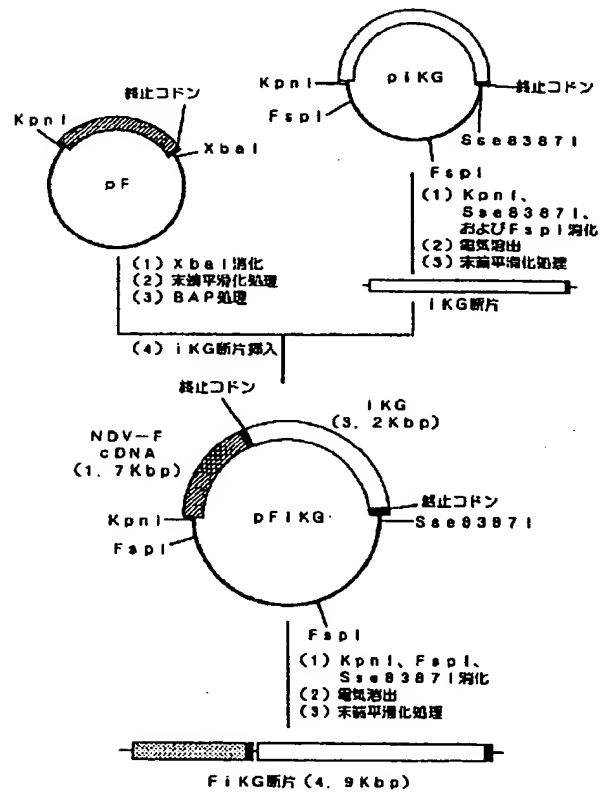 KpnI
終止コドン
XbaI
pF
KpnI
FspI
piKG
終止コドン
Sse8387I
FspI
(1) XbaI消化
(2) 末端平滑化処理
(3) BAP処理
(1) KpnI、
Sse8387I、
およびFspI消化
(2) 電気溶出
(3) 末端平滑化処理
iKG断片
(4) iKG断片挿入
終止コドン
NDV-F
cDNA
(1.7Kbp)
iKG
(3.2Kbp)
KpnI
FspI
pFiKG
終止コドン
Sse8387I
FspI
(1) KpnI、FspI、
Sse8387I消化
(2) 電気溶出
(3) 末端平滑化処理
FiKG断片(4.9Kbp)